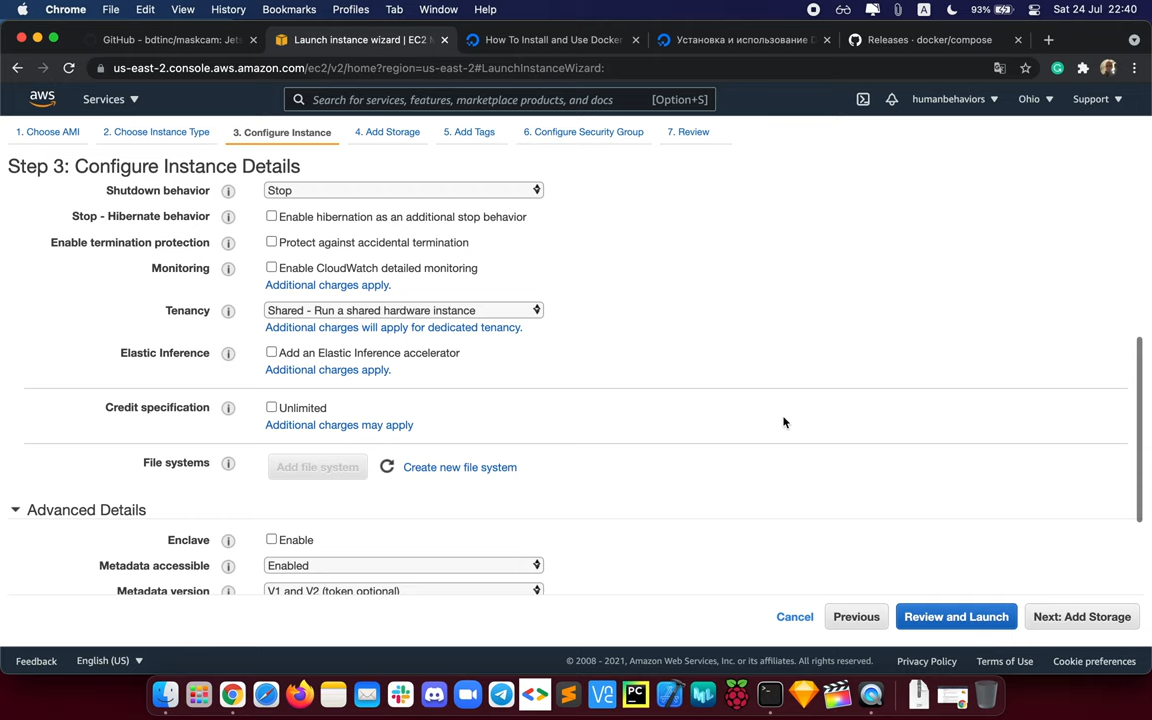 Chrome File Edit View History Bookmarks Profiles Tab Window Help A 93% Sat 24 Jul 22:40
GitHub - bdtinc/maskcam: Jets Launch instance wizard | EC2 How To Install and Use Docker Установка и использование D Releases · docker/compose
us-east-2.console.aws.amazon.com/ec2/v2/home?region=us-east-2#LaunchInstanceWizard:
aws Services Search for services, features, marketplace products, and docs [Option+S] humanbehaviors Ohio Support
1. Choose AMI 2. Choose Instance Type 3. Configure Instance 4. Add Storage 5. Add Tags 6. Configure Security Group 7. Review
Step 3: Configure Instance Details
Shutdown behavior i Stop
Stop - Hibernate behavior i Enable hibernation as an additional stop behavior
Enable termination protection i Protect against accidental termination
Monitoring i Enable CloudWatch detailed monitoring
Additional charges apply.
Tenancy i Shared - Run a shared hardware instance
Additional charges will apply for dedicated tenancy.
Elastic Inference i Add an Elastic Inference accelerator
Additional charges apply.
Credit specification i Unlimited
Additional charges may apply
File systems i Add file system Create new file system
Advanced Details
Enclave i Enable
Metadata accessible i Enabled
Metadata version i V1 and V2 (token optional)
Cancel Previous Review and Launch Next: Add Storage
Feedback English (US) © 2008 - 2021, Amazon Web Services, Inc. or its affiliates. All rights reserved. Privacy Policy Terms of Use Cookie preferences
PC